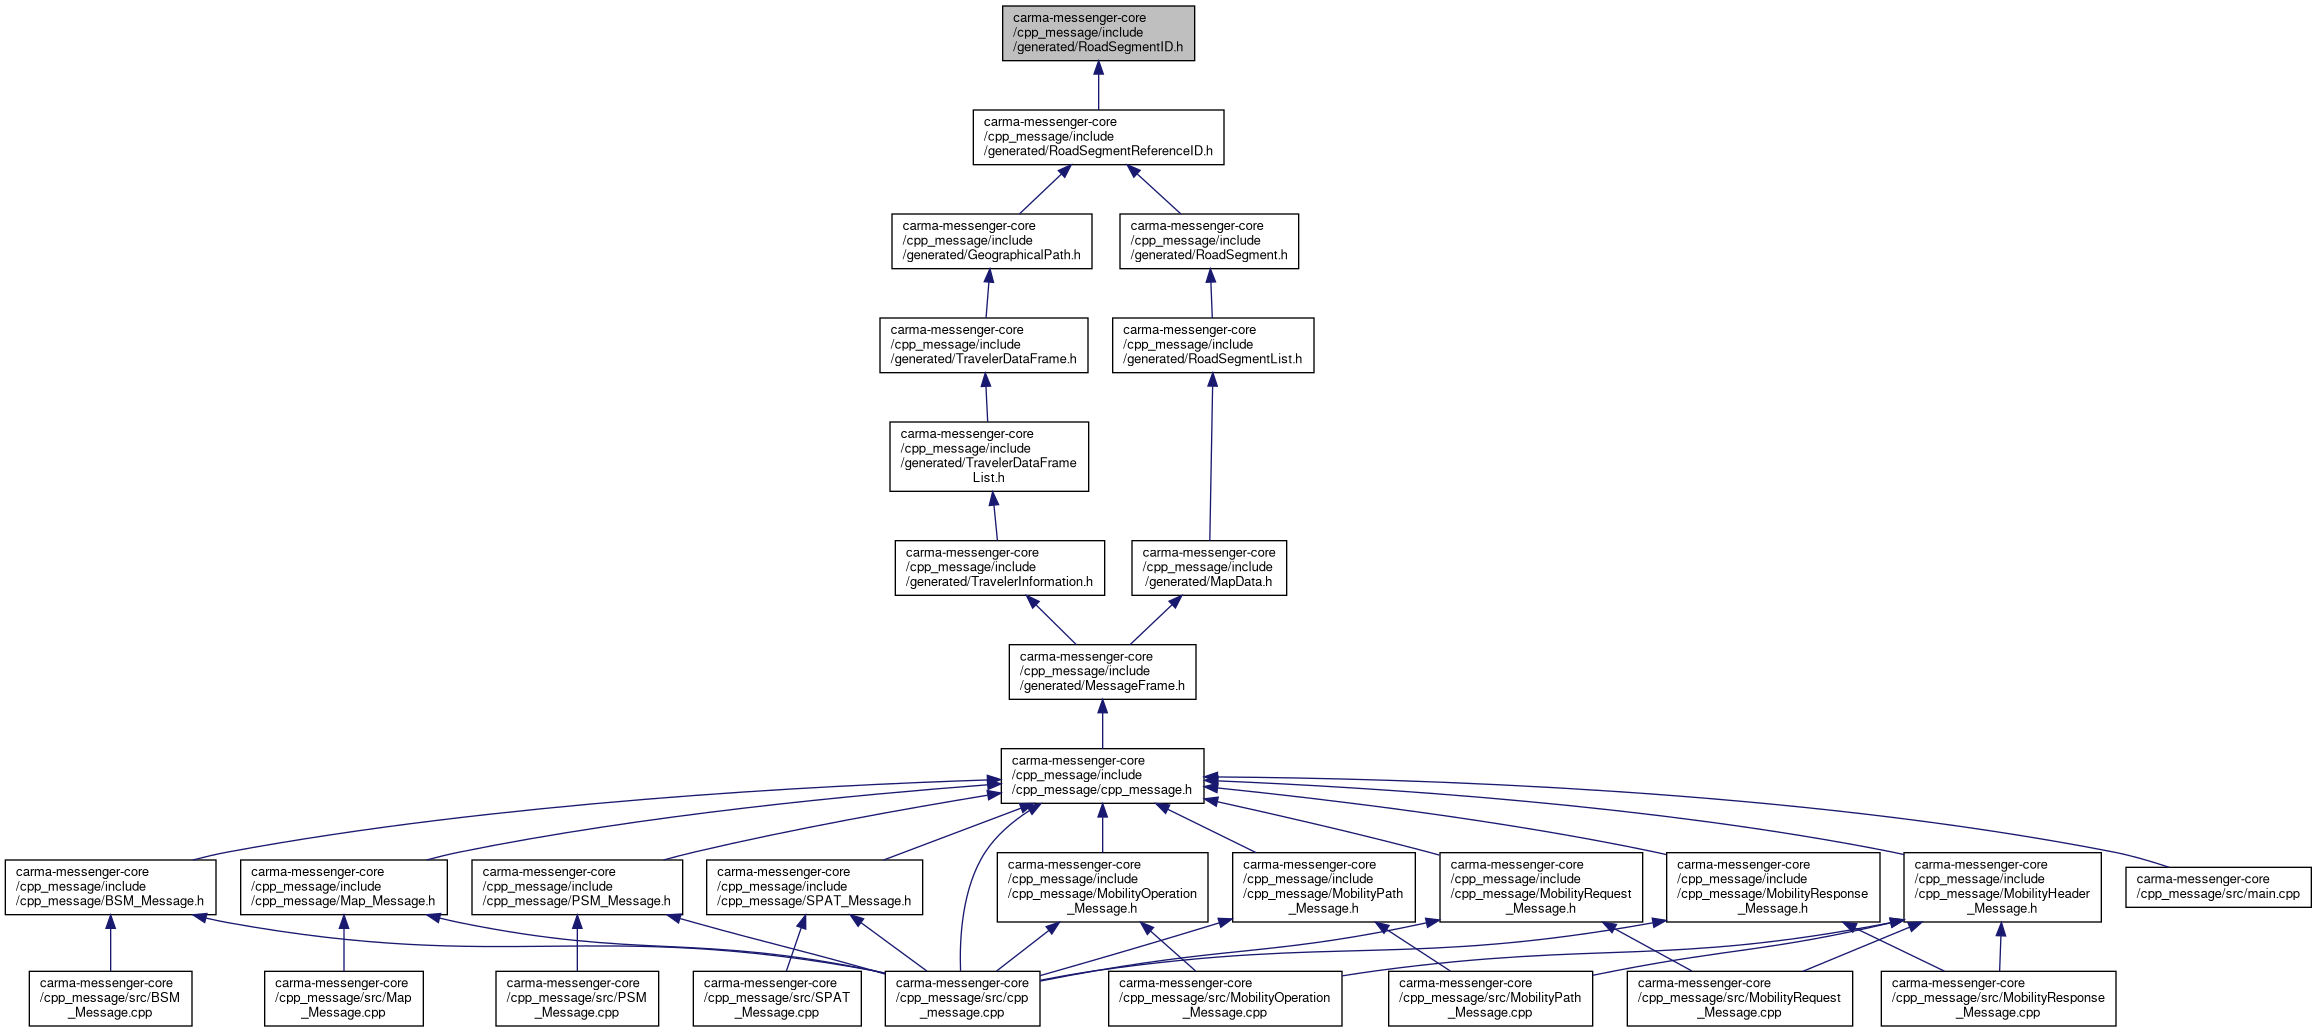 carma-messenger-core
/cpp_message/include
/generated/RoadSegmentID.h
carma-messenger-core
/cpp_message/include
/generated/RoadSegmentReferenceID.h
carma-messenger-core
/cpp_message/include
/generated/GeographicalPath.h
carma-messenger-core
/cpp_message/include
/generated/RoadSegment.h
carma-messenger-core
/cpp_message/include
/generated/TravelerDataFrame.h
carma-messenger-core
/cpp_message/include
/generated/RoadSegmentList.h
carma-messenger-core
/cpp_message/include
/generated/TravelerDataFrame
List.h
carma-messenger-core
/cpp_message/include
/generated/TravelerInformation.h
carma-messenger-core
/cpp_message/include
/generated/MapData.h
carma-messenger-core
/cpp_message/include
/generated/MessageFrame.h
carma-messenger-core
/cpp_message/include
/cpp_message/cpp_message.h
carma-messenger-core
/cpp_message/include
/cpp_message/BSM_Message.h
carma-messenger-core
/cpp_message/include
/cpp_message/Map_Message.h
carma-messenger-core
/cpp_message/include
/cpp_message/PSM_Message.h
carma-messenger-core
/cpp_message/include
/cpp_message/SPAT_Message.h
carma-messenger-core
/cpp_message/include
/cpp_message/MobilityOperation
_Message.h
carma-messenger-core
/cpp_message/include
/cpp_message/MobilityPath
_Message.h
carma-messenger-core
/cpp_message/include
/cpp_message/MobilityRequest
_Message.h
carma-messenger-core
/cpp_message/include
/cpp_message/MobilityResponse
_Message.h
carma-messenger-core
/cpp_message/include
/cpp_message/MobilityHeader
_Message.h
carma-messenger-core
/cpp_message/src/main.cpp
carma-messenger-core
/cpp_message/src/BSM
_Message.cpp
carma-messenger-core
/cpp_message/src/Map
_Message.cpp
carma-messenger-core
/cpp_message/src/PSM
_Message.cpp
carma-messenger-core
/cpp_message/src/SPAT
_Message.cpp
carma-messenger-core
/cpp_message/src/cpp
_message.cpp
carma-messenger-core
/cpp_message/src/MobilityOperation
_Message.cpp
carma-messenger-core
/cpp_message/src/MobilityPath
_Message.cpp
carma-messenger-core
/cpp_message/src/MobilityRequest
_Message.cpp
carma-messenger-core
/cpp_message/src/MobilityResponse
_Message.cpp